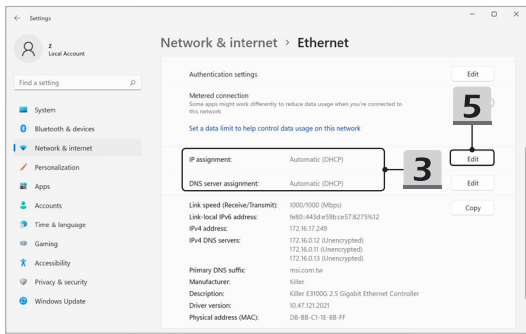 Settings
z
Local Account
Find a setting
System
Bluetooth & devices
Network & internet
Personalization
Apps
Accounts
Time & language
Gaming
Accessibility
Privacy & security
Windows Update
Network & internet > Ethernet
Authentication settings Edit
Metered connection
Some apps might work differently to reduce data usage when you're connected to
this network
5
Set a data limit to help control data usage on this network
IP assignment: Automatic (DHCP) Edit
3
DNS server assignment: Automatic (DHCP) Edit
Link speed (Receive/Transmit): 1000/1000 (Mbps) Copy
Link-local IPv6 address: fe80::443d:e59b:ce57:8275%12
IPv4 address: 172.16.17.249
IPv4 DNS servers: 172.16.0.12 (Unencrypted)
172.16.0.11 (Unencrypted)
172.16.0.13 (Unencrypted)
Primary DNS suffix: msi.com.tw
Manufacturer: Killer
Description: Killer E3100G 2.5 Gigabit Ethernet Controller
Driver version: 10.47.121.2021
Physical address (MAC): D8-BB-C1-1E-8B-FF